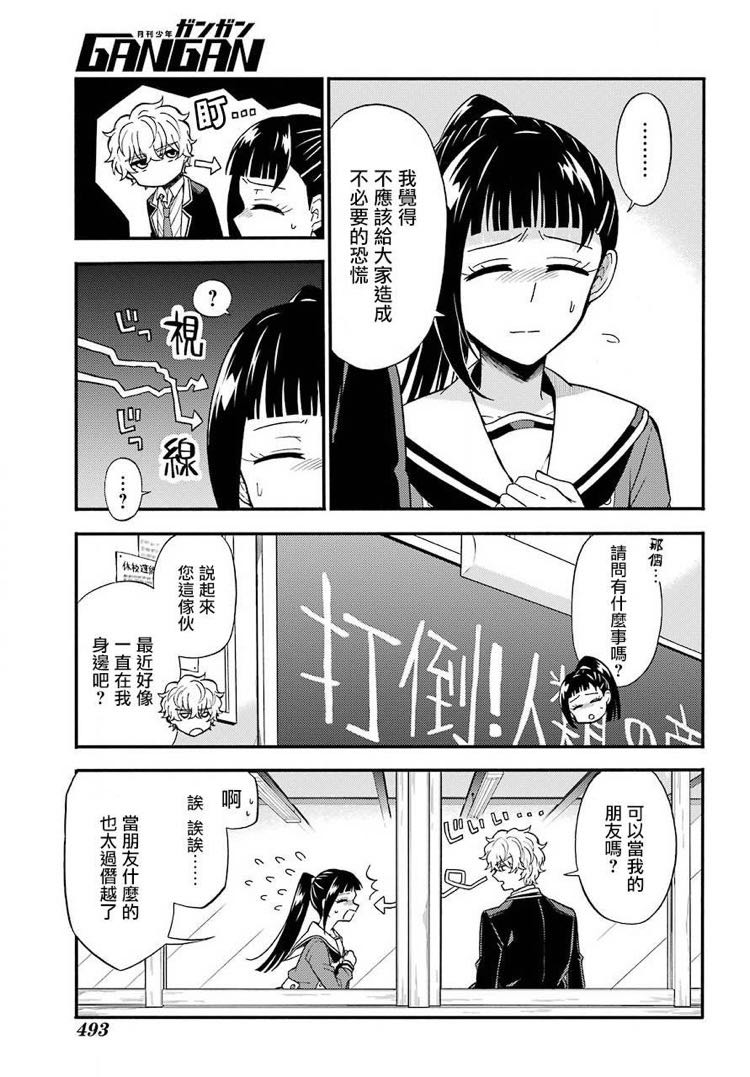 月刊少年
ガンガン
GANGAN
………
我覺得
不應該給大家造成
不必要的恐慌
盯…
?
視
線
じっ
じっ
…?
那個…
請問有什麼事嗎?
打倒!人類の
說起來
您這傢伙
最近好像
一直在我
身邊吧?
可以當我的
朋友嗎?
じぃぃぃ…
啊
誒 誒誒……
當朋友什麼的
也太過僭越了
493